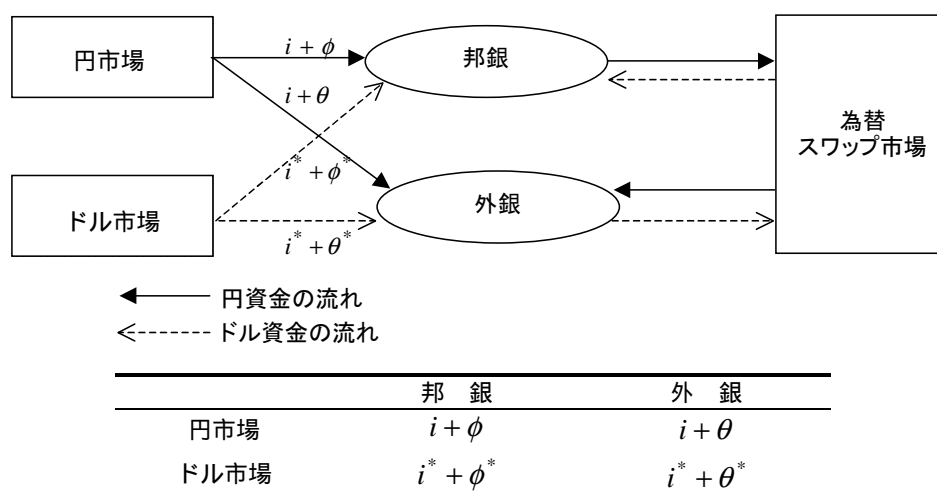 円市場
i + φ
邦銀
i + θ
為替
スワップ市場
i* + φ*
ドル市場
外銀
i* + θ*
円資金の流れ
ドル資金の流れ
邦 銀 外 銀
円市場 i + φ i + θ
ドル市場 i* + φ* i* + θ*